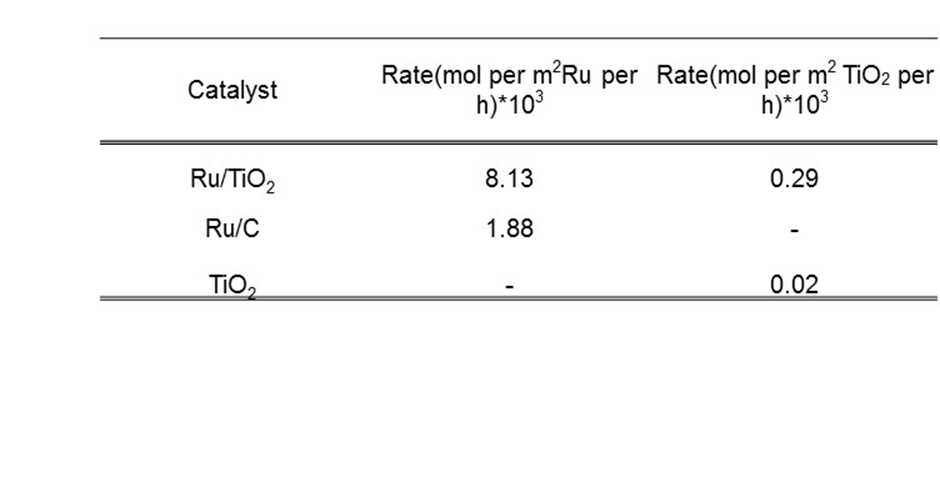 Catalyst Rate(mol per m²Ru per h)*10³ Rate(mol per m² TiO₂ per h)*10³
Ru/TiO₂ 8.13 0.29
Ru/C 1.88 -
TiO₂ - 0.02